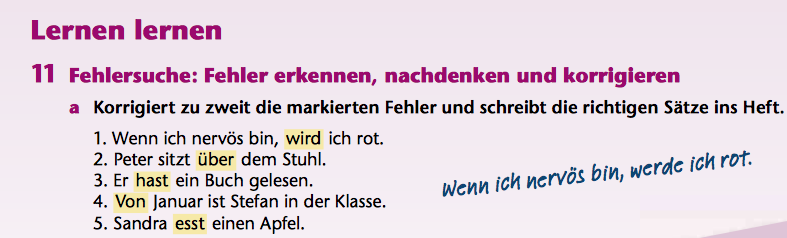 Lernen lernen
11 Fehlersuche: Fehler erkennen, nachdenken und korrigieren
a Korrigiert zu zweit die markierten Fehler und schreibt die richtigen Sätze ins Heft.
1. Wenn ich nervös bin, wird ich rot.
2. Peter sitzt über dem Stuhl.
3. Er hast ein Buch gelesen.
4. Von Januar ist Stefan in der Klasse.
5. Sandra esst einen Apfel.
Wenn ich nervös bin, werde ich rot.